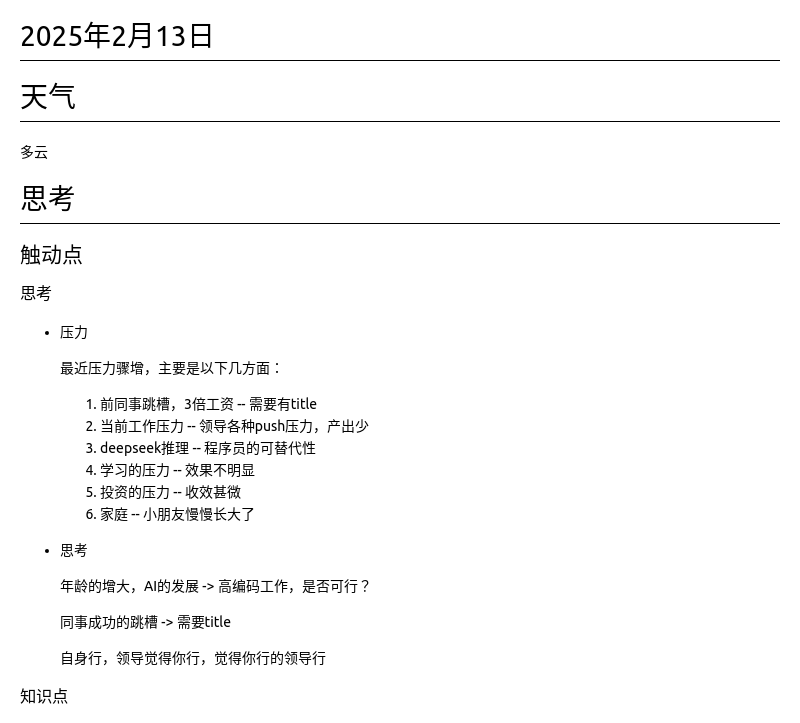 2025年2月13日
天气
多云
思考
触动点
思考
• 压力
最近压力骤增，主要是以下几方面：
1. 前同事跳槽，3倍工资 -- 需要有title
2. 当前工作压力 -- 领导各种push压力，产出少
3. deepseek推理 -- 程序员的可替代性
4. 学习的压力 -- 效果不明显
5. 投资的压力 -- 收效甚微
6. 家庭 -- 小朋友慢慢长大了
• 思考
年龄的增大，AI的发展 -> 高编码工作，是否可行？
同事成功的跳槽 -> 需要title
自身行，领导觉得你行，觉得你行的领导行
知识点